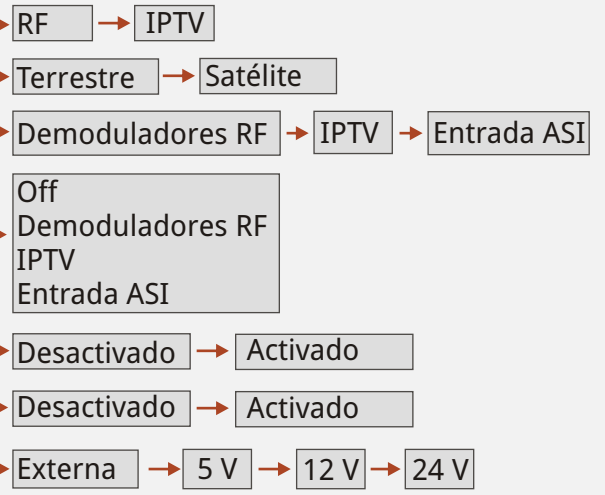 RF IPTV
Terrestre Satélite
Demoduladores RF IPTV Entrada ASI
Off
Demoduladores RF
IPTV
Entrada ASI
Desactivado Activado
Desactivado Activado
Externa 5 V 12 V 24 V